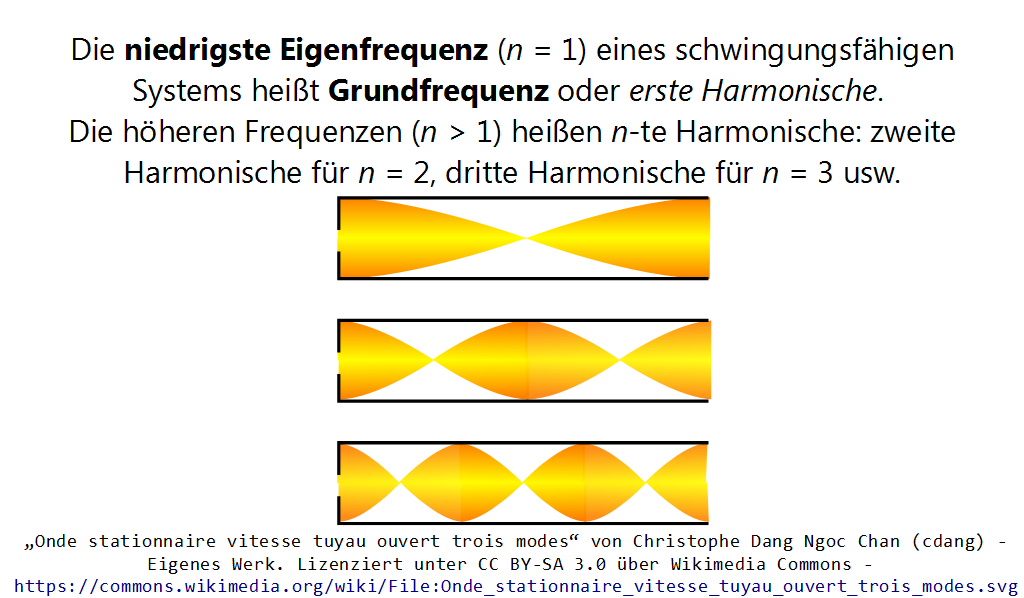 Die niedrigste Eigenfrequenz (n = 1) eines schwingungsfähigen
Systems heißt Grundfrequenz oder erste Harmonische.
Die höheren Frequenzen (n > 1) heißen n-te Harmonische: zweite
Harmonische für n = 2, dritte Harmonische für n = 3 usw.
„Onde stationnaire vitesse tuyau ouvert trois modes“ von Christophe Dang Ngoc Chan (cdang) -
Eigenes Werk. Lizenziert unter CC BY-SA 3.0 über Wikimedia Commons -
https://commons.wikimedia.org/wiki/File:Onde_stationnaire_vitesse_tuyau_ouvert_trois_modes.svg